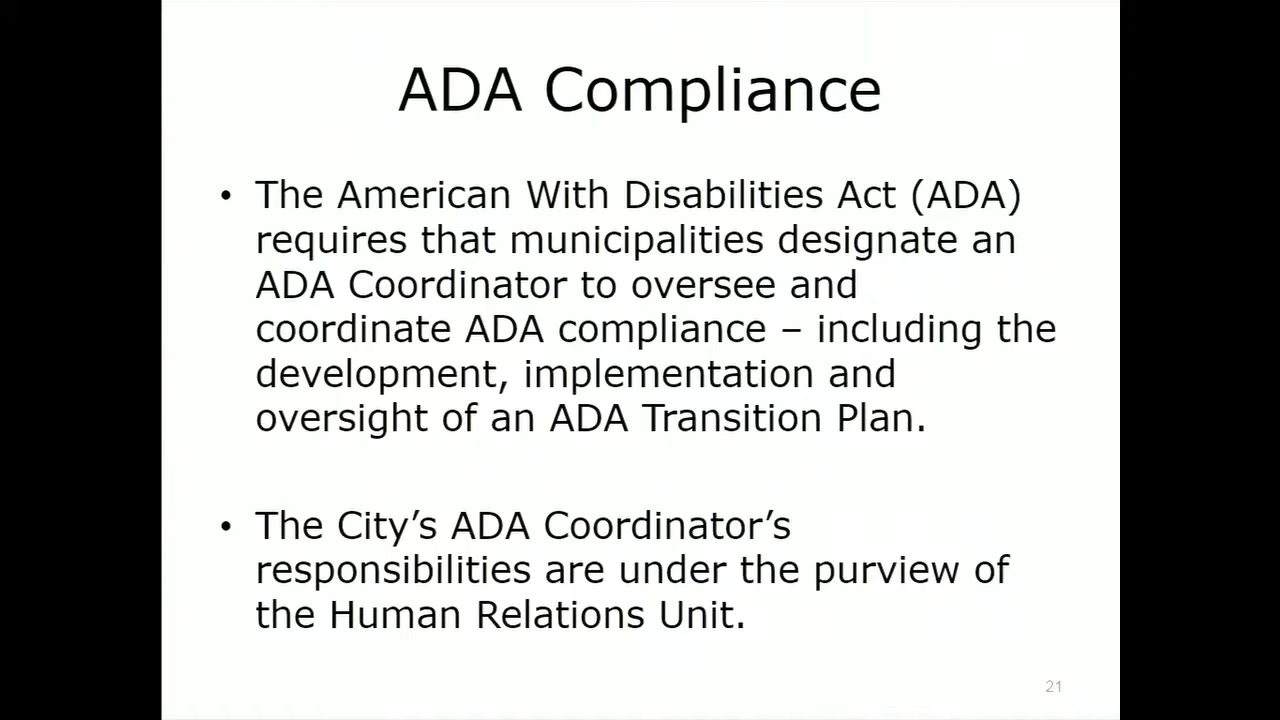 ADA Compliance
• The American With Disabilities Act (ADA)
requires that municipalities designate an
ADA Coordinator to oversee and
coordinate ADA compliance – including the
development, implementation and
oversight of an ADA Transition Plan.
• The City’s ADA Coordinator’s
responsibilities are under the purview of
the Human Relations Unit.
21